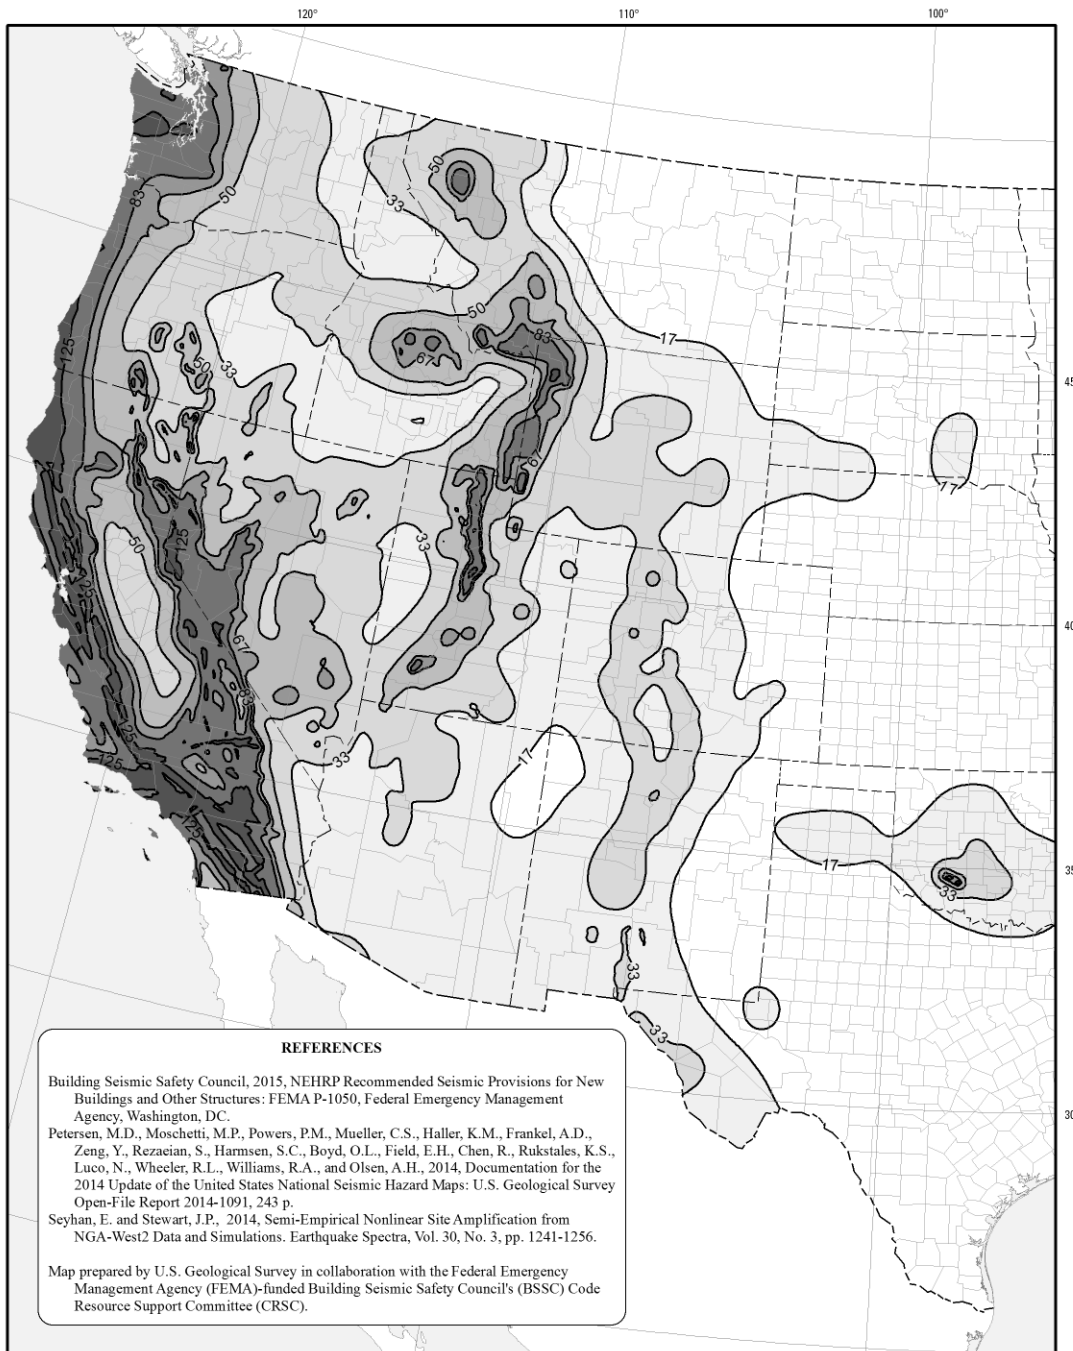 120°
110°
100°
50
33
83
50
50
17
83
125
67
50
33
45
17
67
125
50
33
25
40
67
83
125
33
17
125
125
35
17
33
33
33
30
REFERENCES
Building Seismic Safety Council, 2015, NEHRP Recommended Seismic Provisions for New
Buildings and Other Structures: FEMA P-1050, Federal Emergency Management
Agency, Washington, DC.
Petersen, M.D., Moschetti, M.P., Powers, P.M., Mueller, C.S., Haller, K.M., Frankel, A.D.,
Zeng, Y., Rezaeian, S., Harmsen, S.C., Boyd, O.L., Field, E.H., Chen, R., Rukstales, K.S.,
Luco, N., Wheeler, R.L., Williams, R.A., and Olsen, A.H., 2014, Documentation for the
2014 Update of the United States National Seismic Hazard Maps: U.S. Geological Survey
Open-File Report 2014-1091, 243 p.
Seyhan, E. and Stewart, J.P., 2014, Semi-Empirical Nonlinear Site Amplification from
NGA-West2 Data and Simulations. Earthquake Spectra, Vol. 30, No. 3, pp. 1241-1256.
Map prepared by U.S. Geological Survey in collaboration with the Federal Emergency
Management Agency (FEMA)-funded Building Seismic Safety Council's (BSSC) Code
Resource Support Committee (CRSC).